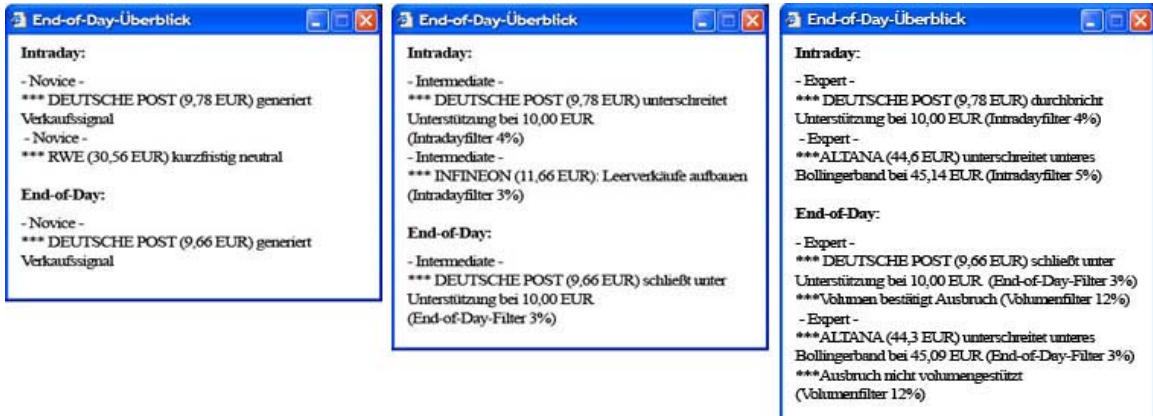 End-of-Day-Überblick
Intraday:
- Novice -
*** DEUTSCHE POST (9,78 EUR) generiert
Verkaufssignal
- Novice -
*** RWE (30,56 EUR) kurzfristig neutral
End-of-Day:
- Novice -
*** DEUTSCHE POST (9,66 EUR) generiert
Verkaufssignal
End-of-Day-Überblick
Intraday:
- Intermediate -
*** DEUTSCHE POST (9,78 EUR) unterschreitet
Unterstützung bei 10,00 EUR
(Intradayfilter 4%)
- Intermediate -
*** INFINEON (11,66 EUR): Leerverkäufe aufbauen
(Intradayfilter 3%)
End-of-Day:
- Intermediate -
*** DEUTSCHE POST (9,66 EUR) schließt unter
Unterstützung bei 10,00 EUR
(End-of-Day-Filter 3%)
End-of-Day-Überblick
Intraday:
- Expert -
*** DEUTSCHE POST (9,78 EUR) durchbricht
Unterstützung bei 10,00 EUR (Intradayfilter 4%)
- Expert -
***ALTANA (44,6 EUR) unterschreitet unteres
Bollingerband bei 45,14 EUR (Intradayfilter 5%)
End-of-Day:
- Expert -
*** DEUTSCHE POST (9,66 EUR) schließt unter
Unterstützung bei 10,00 EUR (End-of-Day-Filter 3%)
***Volumen bestätigt Ausbruch (Volumenfilter 12%)
- Expert -
***ALTANA (44,3 EUR) unterschreitet unteres
Bollingerband bei 45,09 EUR (End-of-Day-Filter 3%)
***Ausbruch nicht volumengestützt
(Volumenfilter 12%)